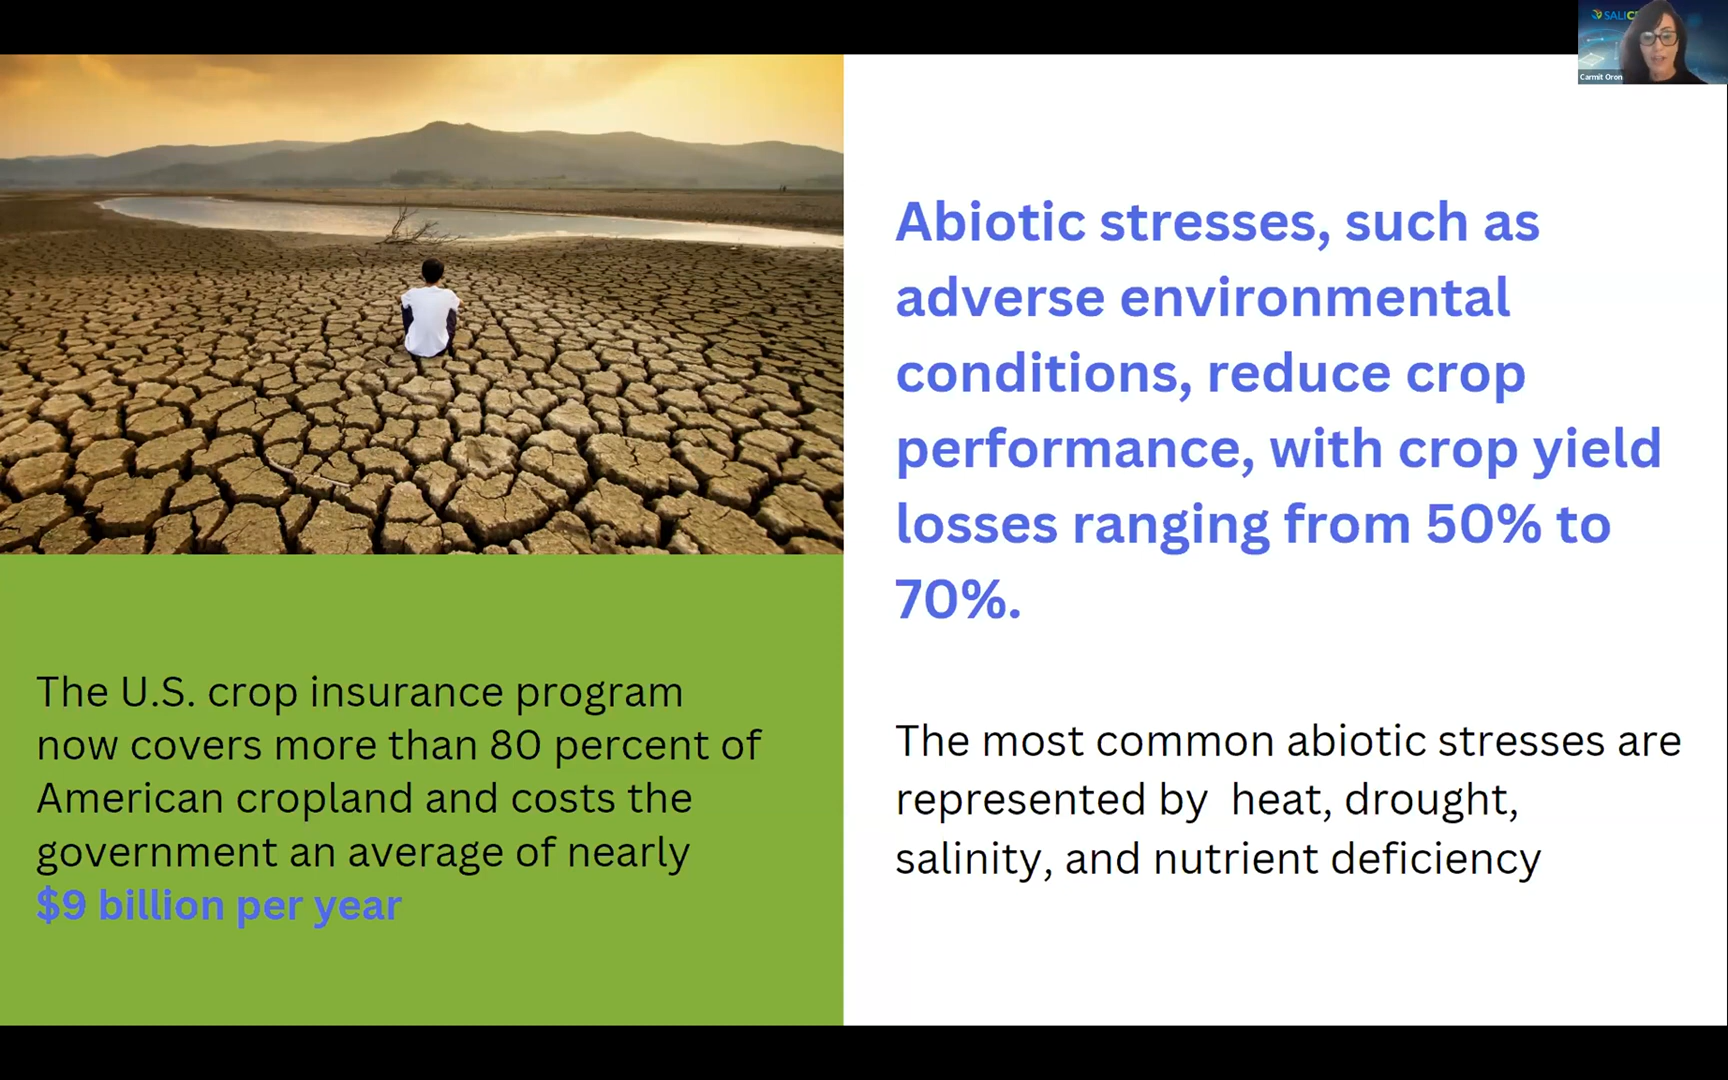 SALIC
Carmit Oron
Abiotic stresses, such as
adverse environmental
conditions, reduce crop
performance, with crop yield
losses ranging from 50% to
70%.
The most common abiotic stresses are
represented by  heat, drought,
salinity, and nutrient deficiency
The U.S. crop insurance program
now covers more than 80 percent of
American cropland and costs the
government an average of nearly
$9 billion per year